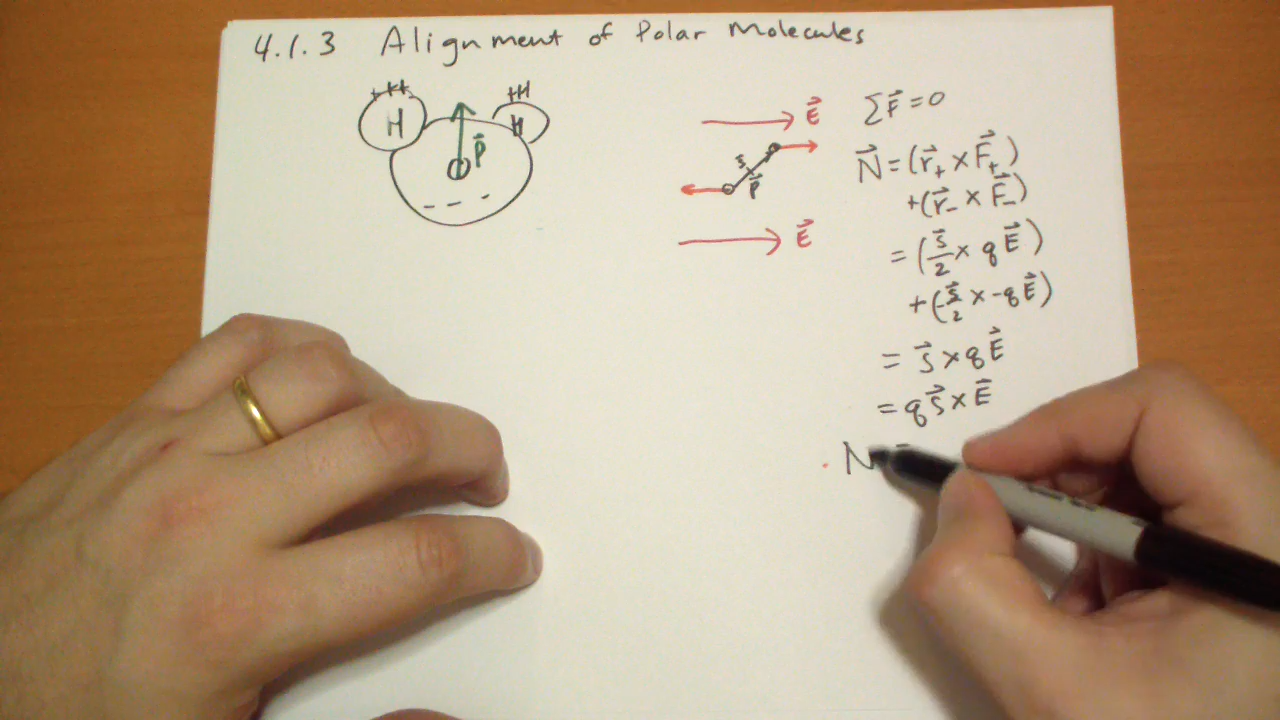 4.1.3 Alignment of Polar Molecules
+++ +++
H H
P⃗
- - -
E⃗
s⃗
P⃗
E⃗
ΣF⃗ = 0
N⃗ = (r⃗₊ × F⃗₊)
+(r⃗₋ × F⃗₋)
= (s⃗/2 × qE⃗)
+(-s⃗/2 × -qE⃗)
= s⃗ × qE⃗
= qs⃗ × E⃗
N